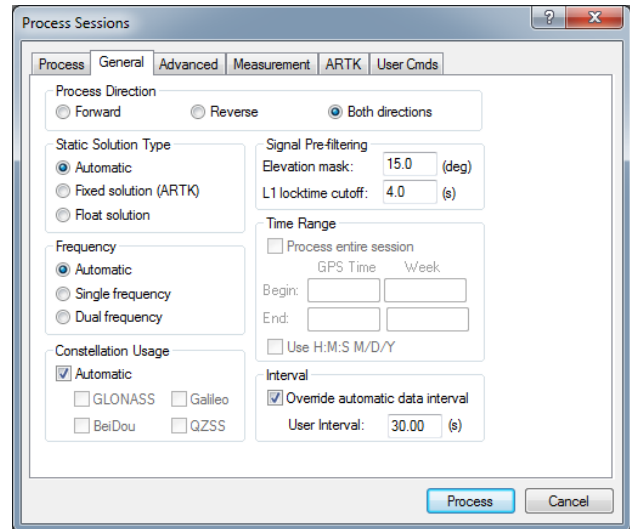 Process Sessions
Process General Advanced Measurement ARTK User Cmds
Process Direction
Forward Reverse Both directions
Static Solution Type
Automatic
Fixed solution (ARTK)
Float solution
Signal Pre-filtering
Elevation mask: 15.0 (deg)
L1 locktime cutoff: 4.0 (s)
Frequency
Automatic
Single frequency
Dual frequency
Time Range
Process entire session
GPS Time Week
Begin:
End:
Use H:M:S M/D/Y
Constellation Usage
Automatic
GLONASS Galileo
BeiDou QZSS
Interval
Override automatic data interval
User Interval: 30.00 (s)
Process Cancel